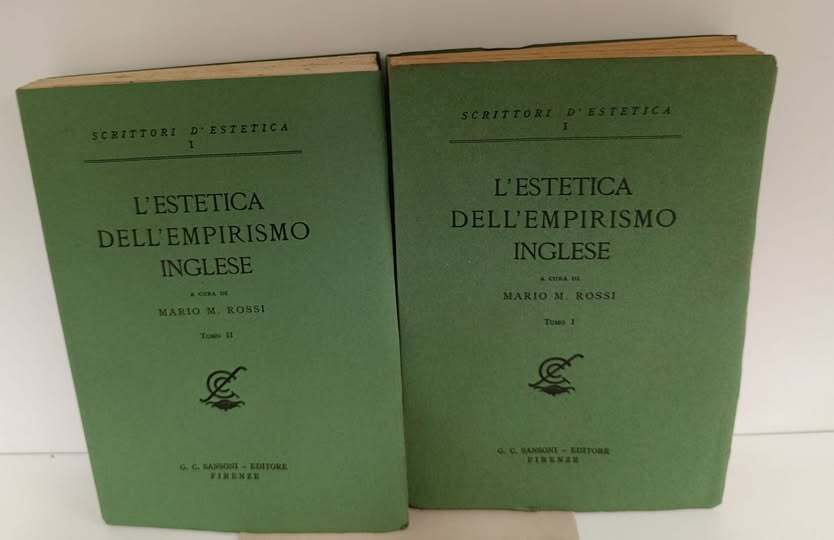 SCRITTORI D'ESTETICA
I
L'ESTETICA
DELL'EMPIRISMO
INGLESE
A CURA DI
MARIO M. ROSSI
TOMO II
G. C. SANSONI - EDITORE
FIRENZE
SCRITTORI D'ESTETICA
I
L'ESTETICA
DELL'EMPIRISMO
INGLESE
A CURA DI
MARIO M. ROSSI
TOMO I
G. C. SANSONI - EDITORE
FIRENZE